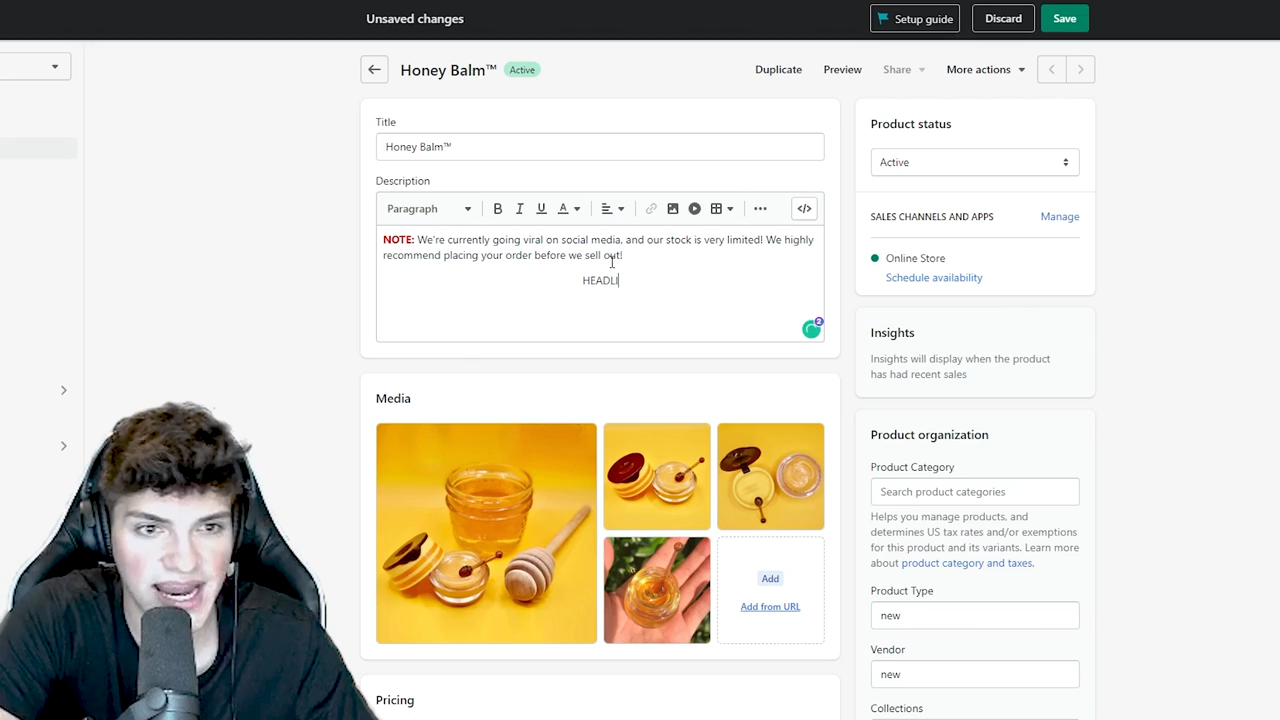 Unsaved changes
Setup guide
Discard
Save
Honey Balm™
Active
Duplicate
Preview
Share
More actions
Title
Honey Balm™
Description
Paragraph
B I U A
</>
NOTE: We're currently going viral on social media, and our stock is very limited! We highly
recommend placing your order before we sell out!
HEADLI
2
Media
Add
Add from URL
Pricing
Product status
Active
SALES CHANNELS AND APPS
Manage
Online Store
Schedule availability
Insights
Insights will display when the product
has had recent sales
Product organization
Product Category
Search product categories
Helps you manage products, and
determines US tax rates and/or exemptions
for this product and its variants. Learn more
about product category and taxes.
Product Type
new
Vendor
new
Collections